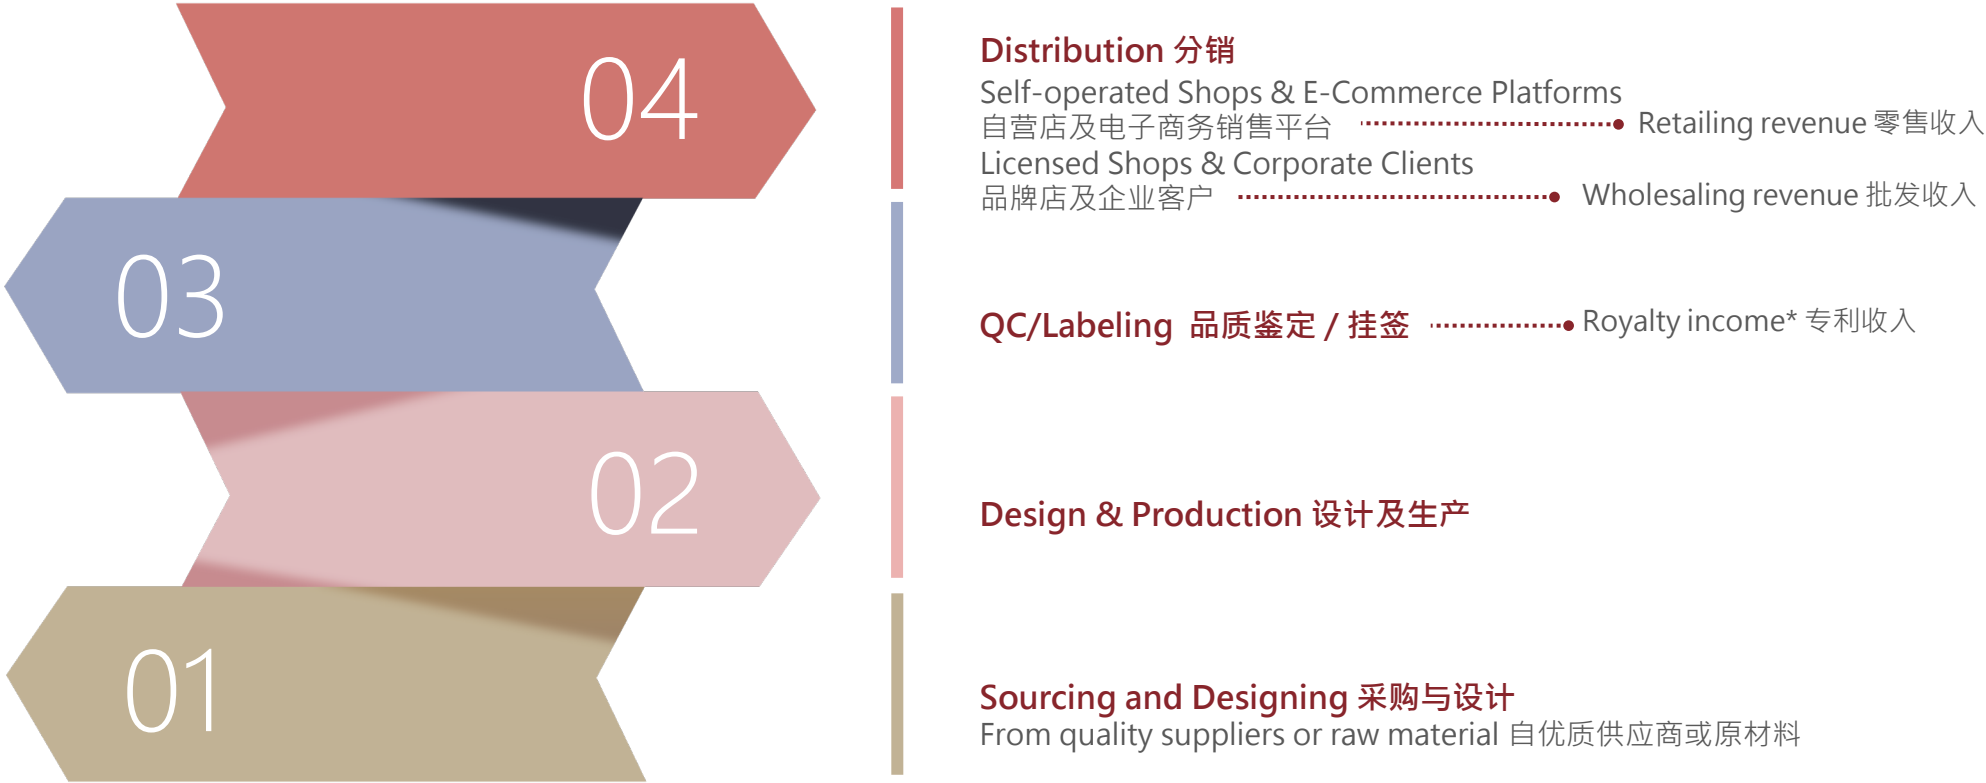 04
Distribution 分销
Self-operated Shops & E-Commerce Platforms
自营店及电子商务销售平台 Retailing revenue 零售收入
Licensed Shops & Corporate Clients
品牌店及企业客户 Wholesaling revenue 批发收入
03
QC/Labeling 品质鉴定 / 挂签 Royalty income* 专利收入
02
Design & Production 设计及生产
01
Sourcing and Designing 采购与设计
From quality suppliers or raw material 自优质供应商或原材料